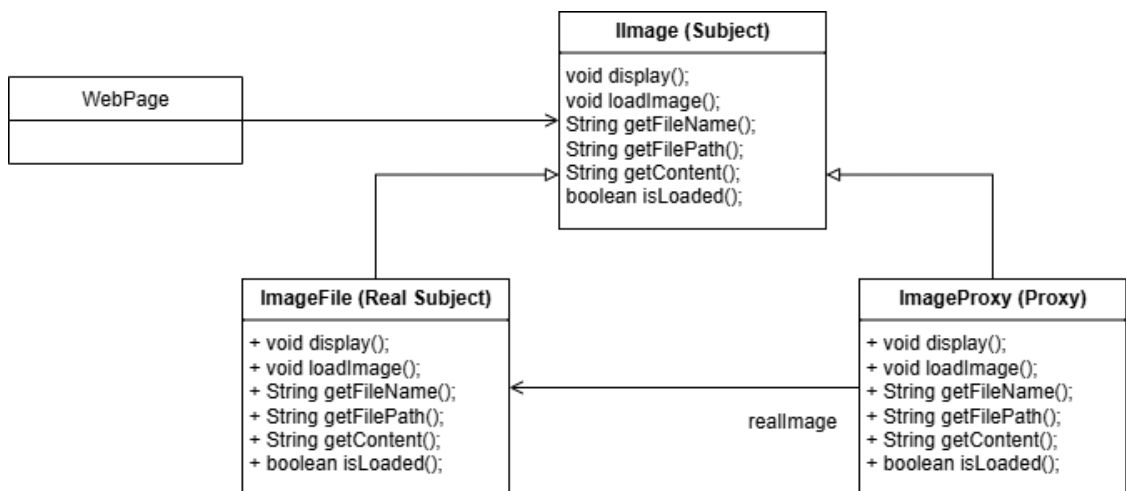 IImage (Subject)
void display();
void loadImage();
String getFileName();
String getFilePath();
String getContent();
boolean isLoaded();
WebPage
ImageFile (Real Subject)
+ void display();
+ void loadImage();
+ String getFileName();
+ String getFilePath();
+ String getContent();
+ boolean isLoaded();
realImage
ImageProxy (Proxy)
+ void display();
+ void loadImage();
+ String getFileName();
+ String getFilePath();
+ String getContent();
+ boolean isLoaded();